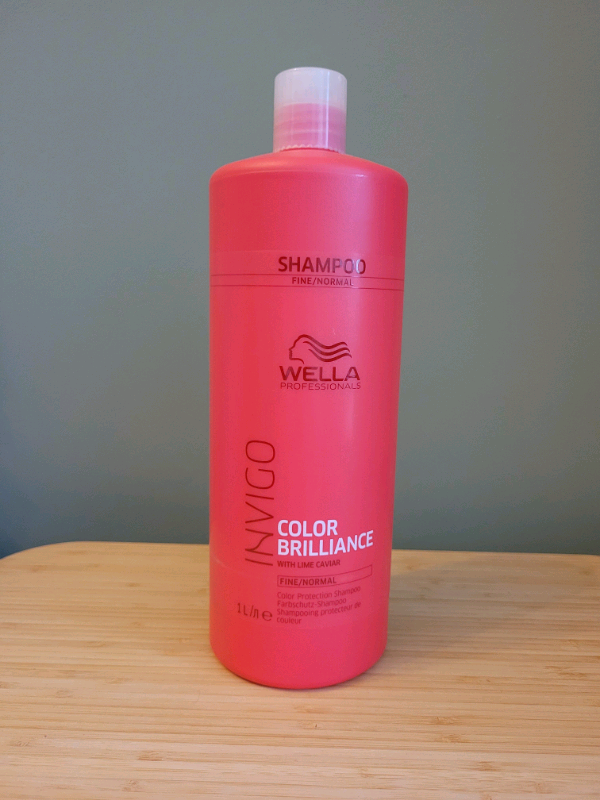 SHAMPOO
FINE/NORMAL
WELLA
PROFESSIONALS
INVIGO
COLOR
BRILLIANCE
WITH LIME CAVIAR
FINE/NORMAL
Color Protection Shampoo
Farbschutz-Shampoo
Shampooing protecteur de
couleur
1 L/л ℮